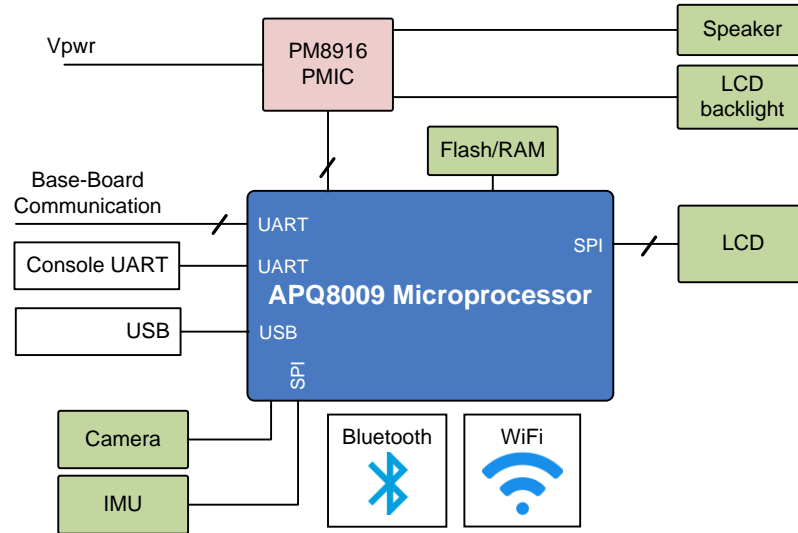 Speaker
Vpwr
PM8916
PMIC
LCD
backlight
Flash/RAM
Base-Board
Communication
UART
SPI
LCD
Console UART
UART
APQ8009 Microprocessor
USB
USB
SPI
Camera
Bluetooth
WiFi
IMU